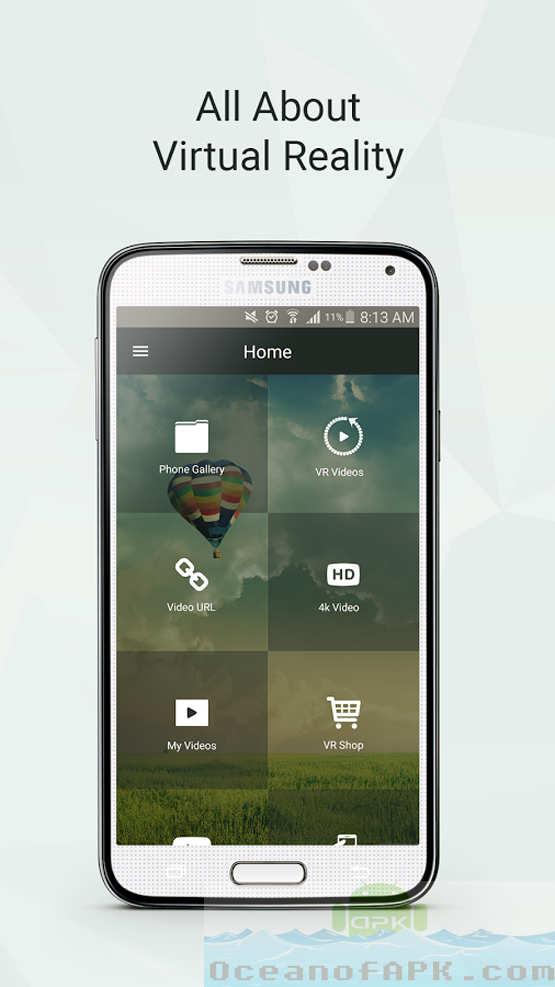 All About
Virtual Reality
SAMSUNG
11% 8:13 AM
Home
Phone Gallery
VR Videos
Video URL
HD
4k Video
My Videos
VR Shop
APK
OceanofAPK.com